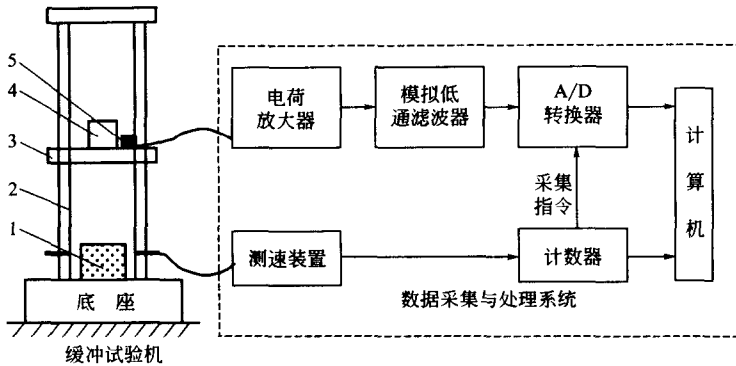 5
4
3
2
1
底 座
缓冲试验机
电荷
放大器
模拟低
通滤波器
A/D
转换器
采集
指令
测速装置
计数器
计
算
机
数据采集与处理系统